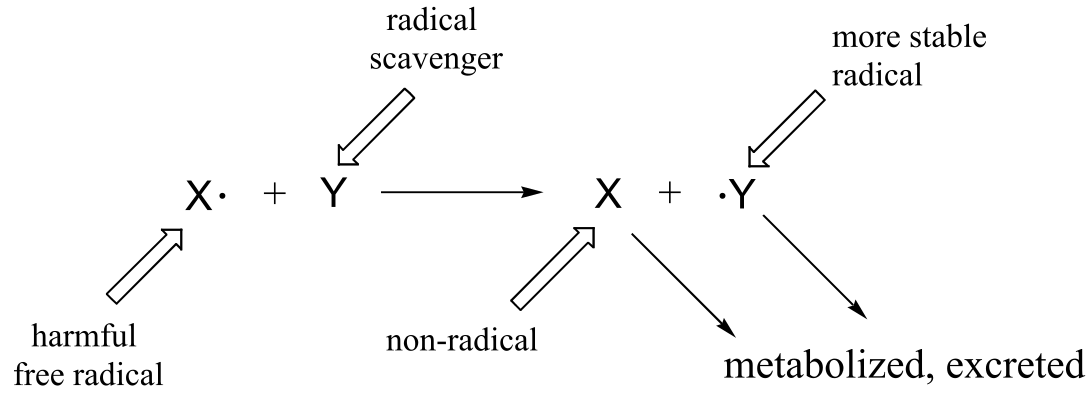 radical
scavenger
more stable
radical
X· + Y X + ·Y
harmful
free radical
non-radical
metabolized, excreted